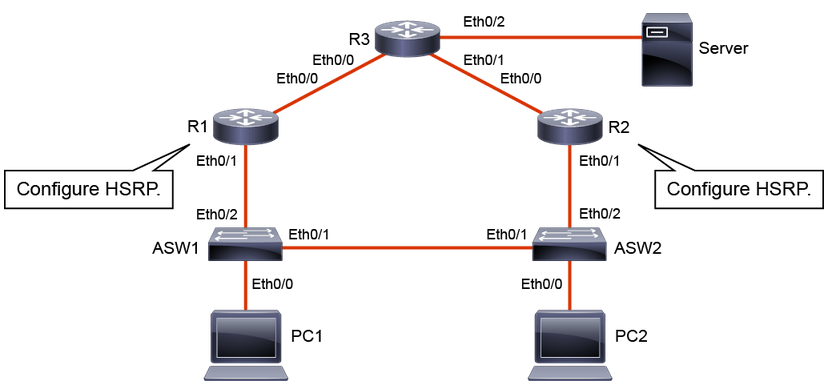 Eth0/2
R3
Server
Eth0/0
Eth0/1
Eth0/0
Eth0/0
R1
R2
Eth0/1
Eth0/1
Configure HSRP.
Configure HSRP.
Eth0/2
Eth0/2
Eth0/1
Eth0/1
ASW1
ASW2
Eth0/0
Eth0/0
PC1
PC2